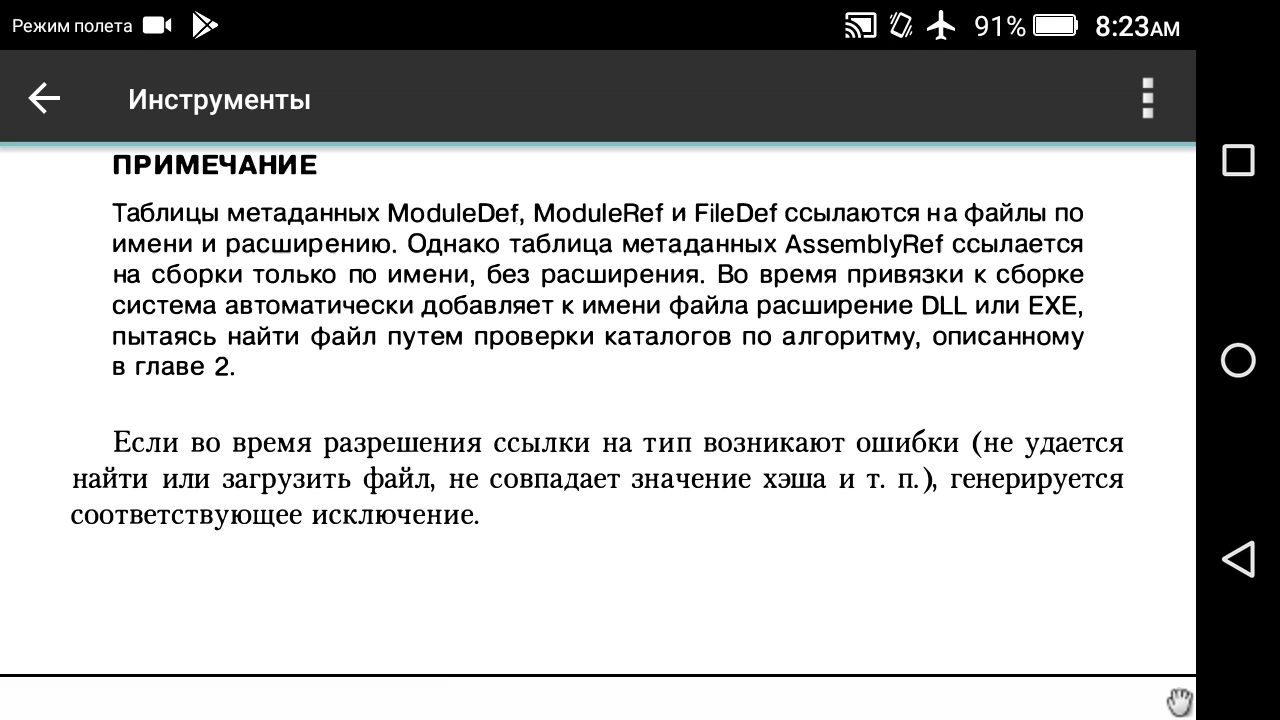 Режим полета 91% 8:23AM
Инструменты
ПРИМЕЧАНИЕ
Таблицы метаданных ModuleDef, ModuleRef и FileDef ссылаются на файлы по
имени и расширению. Однако таблица метаданных AssemblyRef ссылается
на сборки только по имени, без расширения. Во время привязки к сборке
система автоматически добавляет к имени файла расширение DLL или EXE,
пытаясь найти файл путем проверки каталогов по алгоритму, описанному
в главе 2.
Если во время разрешения ссылки на тип возникают ошибки (не удается
найти или загрузить файл, не совпадает значение хэша и т. п.), генерируется
соответствующее исключение.